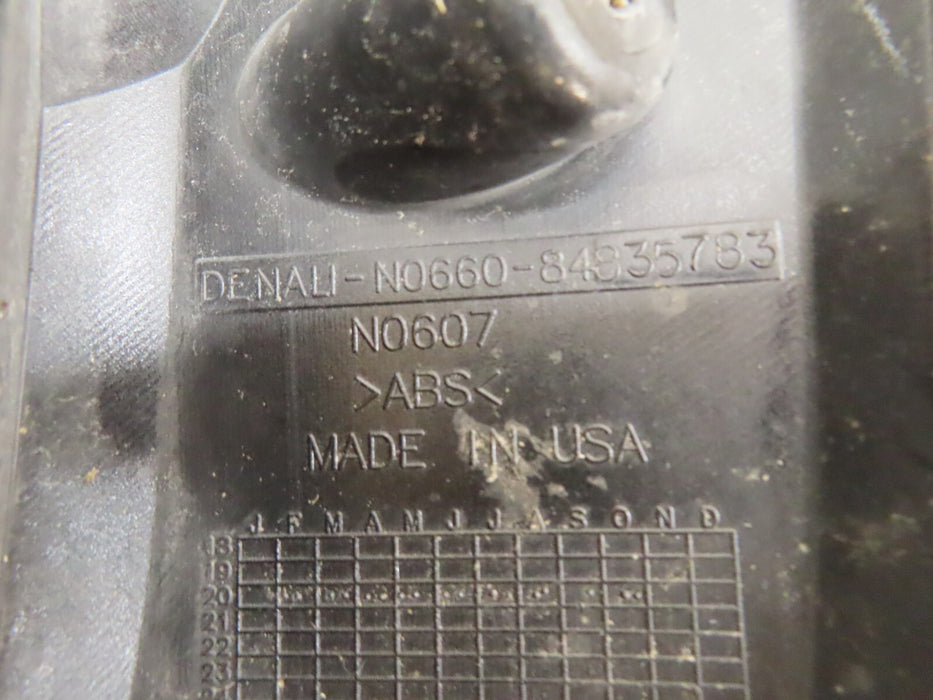 DENALI-N0660-84835783
N0607
>ABS<
MADE IN USA
J F M A M J J A S O N D
18
19
20
21
22
23